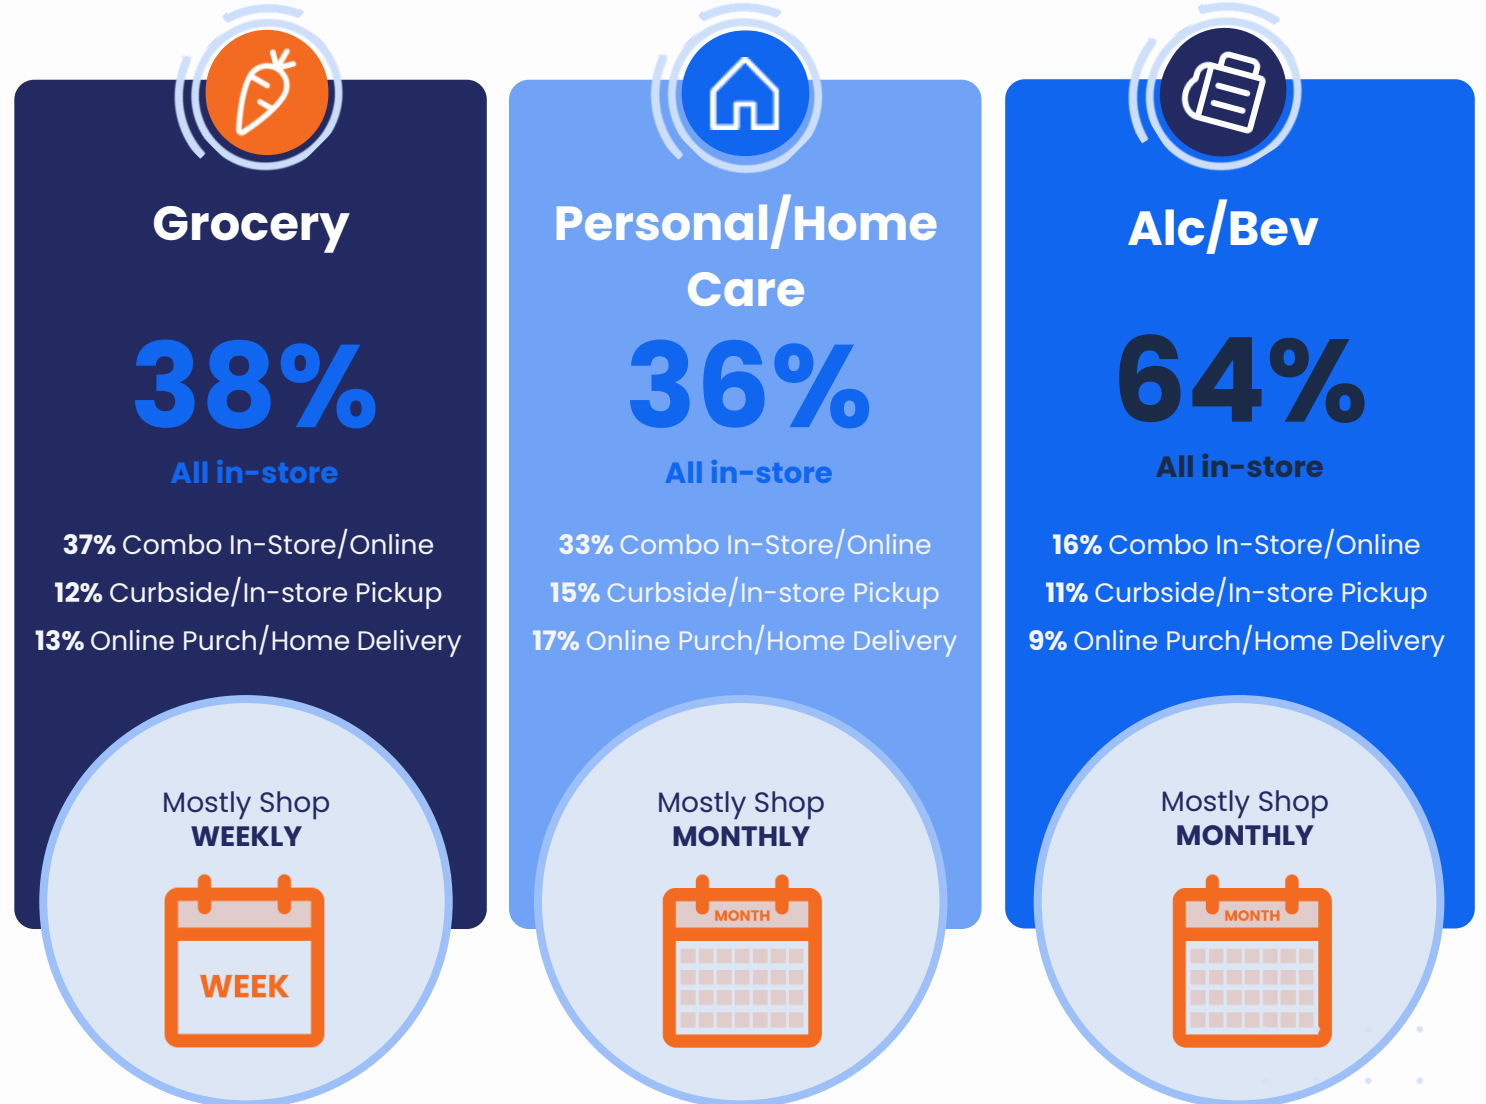 Grocery
38%
All in-store
37% Combo In-Store/Online
12% Curbside/In-store Pickup
13% Online Purch/Home Delivery
Mostly Shop
WEEKLY
WEEK
Personal/Home
Care
36%
All in-store
33% Combo In-Store/Online
15% Curbside/In-store Pickup
17% Online Purch/Home Delivery
Mostly Shop
MONTHLY
MONTH
Alc/Bev
64%
All in-store
16% Combo In-Store/Online
11% Curbside/In-store Pickup
9% Online Purch/Home Delivery
Mostly Shop
MONTHLY
MONTH